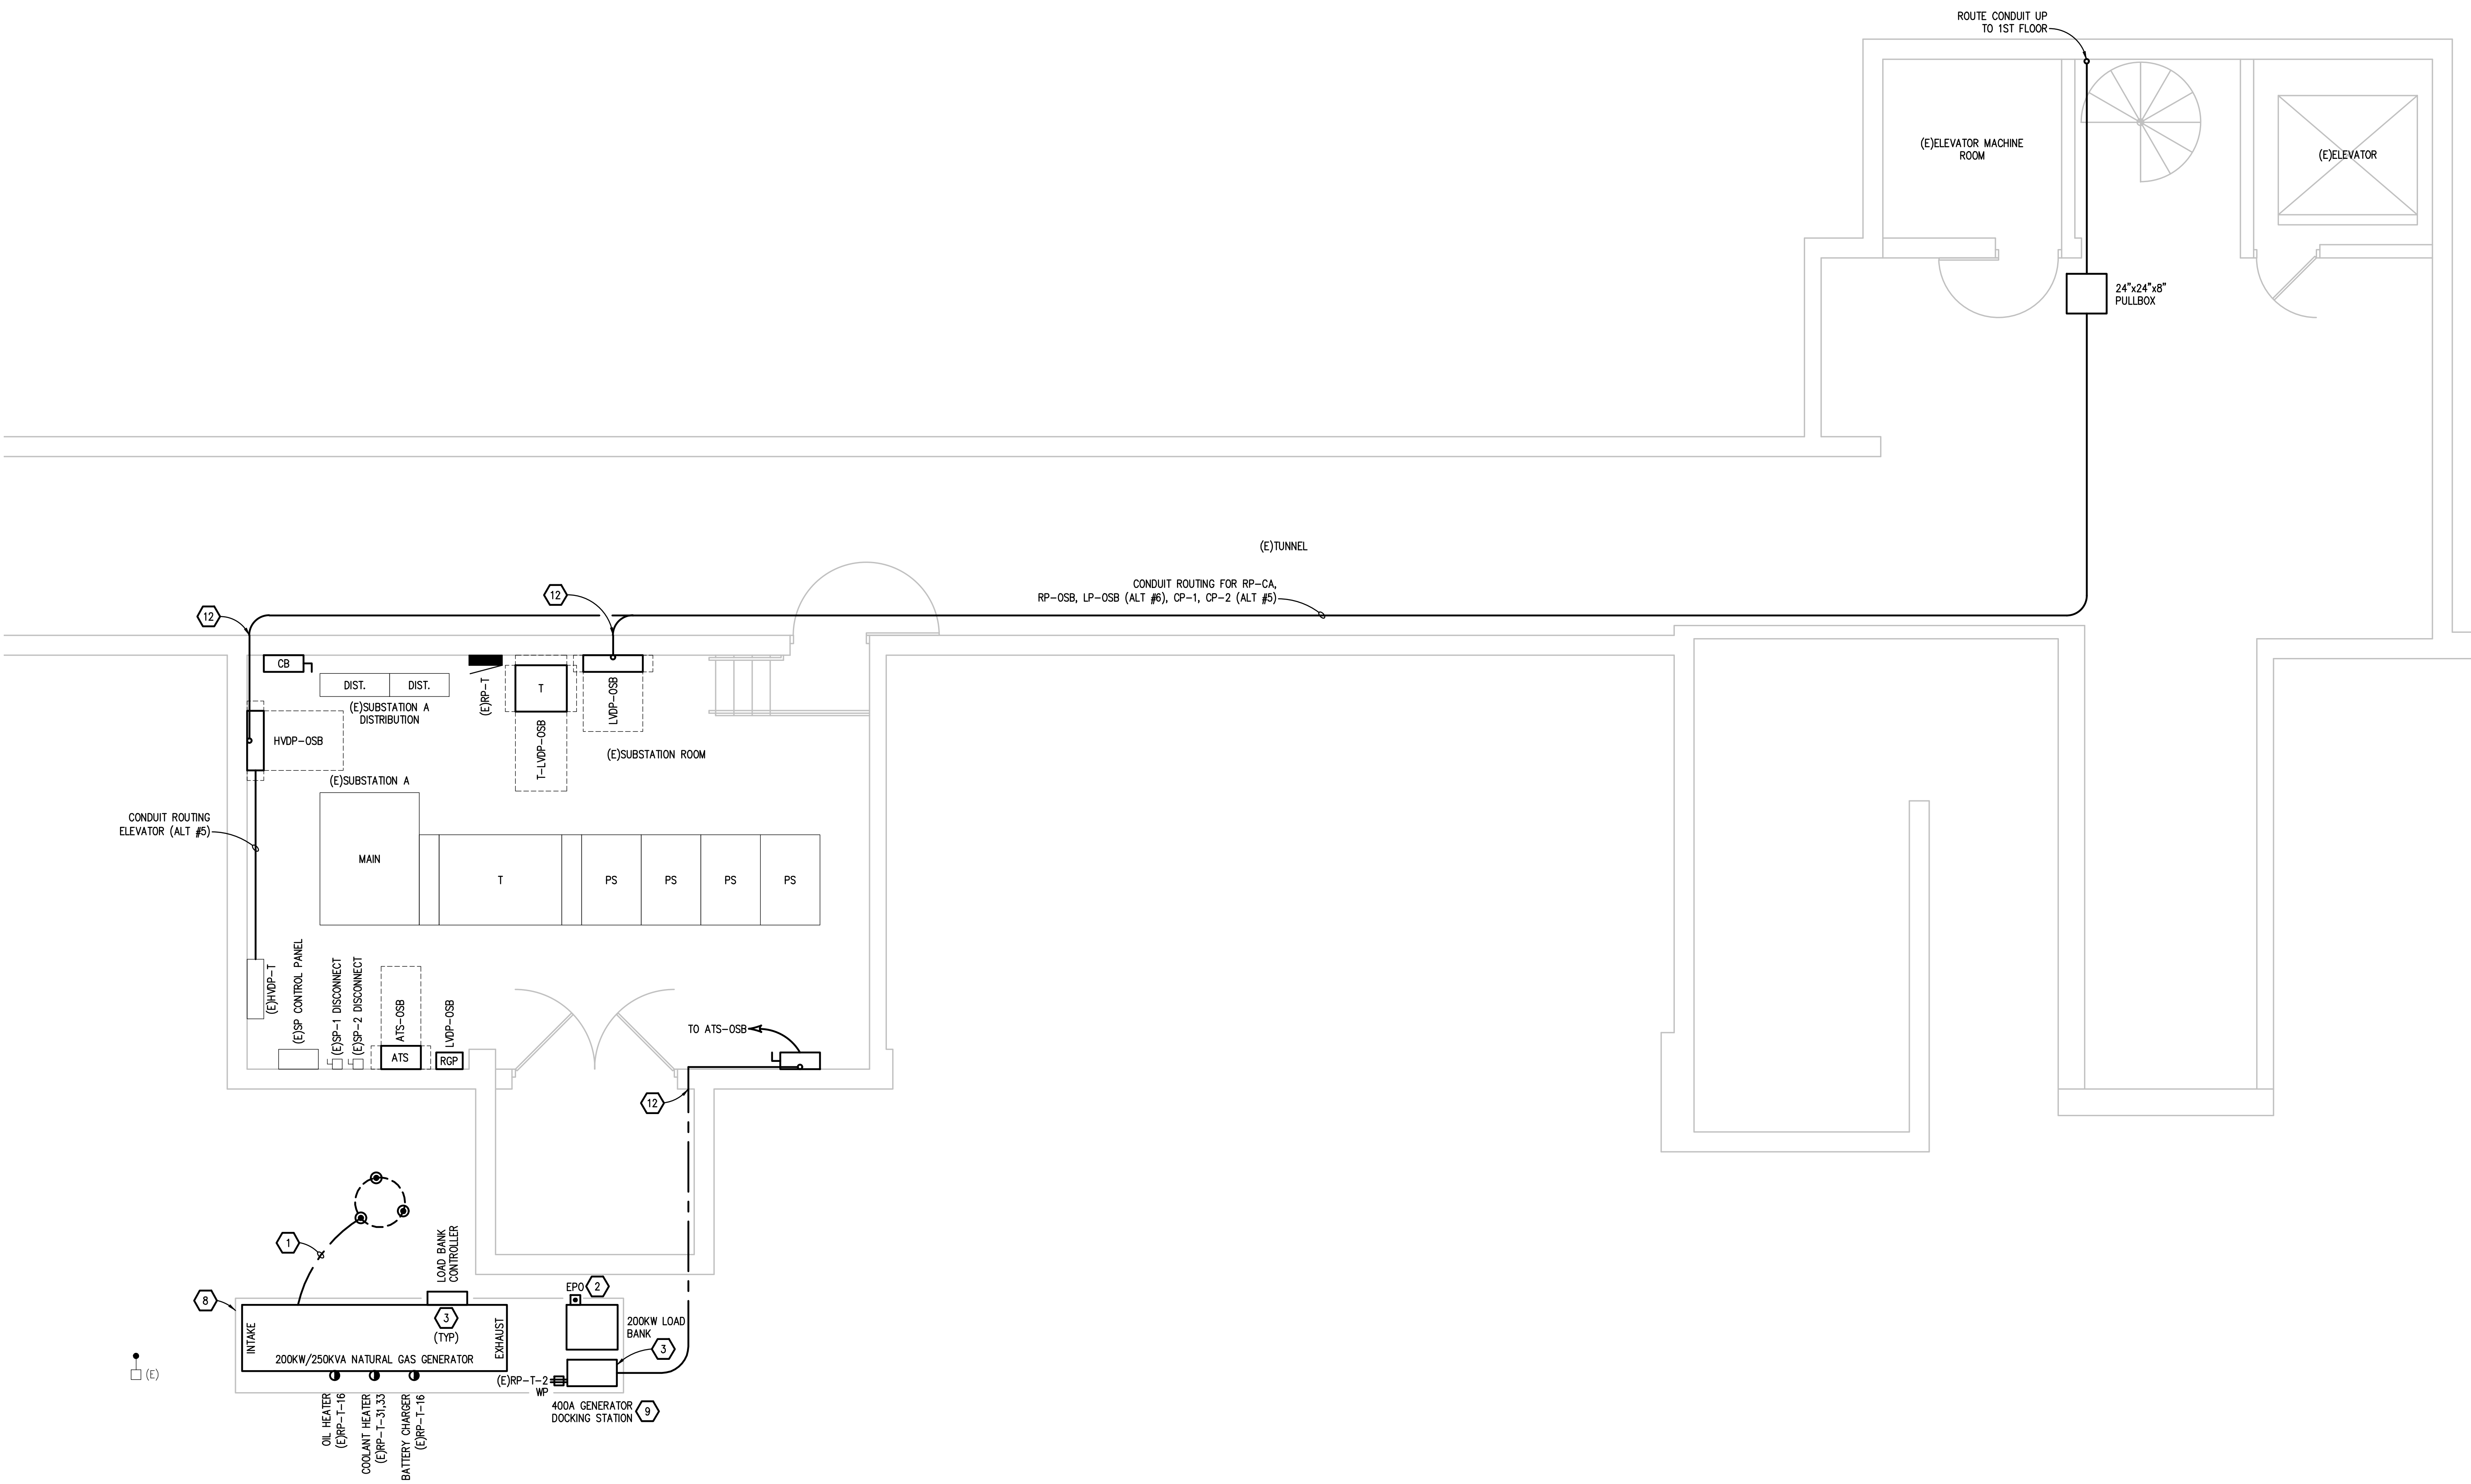 ROUTE CONDUIT UP
TO 1ST FLOOR
(E)ELEVATOR MACHINE
ROOM
(E)ELEVATOR
24"x24"x8"
PULLBOX
(E)TUNNEL
CONDUIT ROUTING FOR RP-CA,
RP-OSB, LP-OSB (ALT #6), CP-1, CP-2 (ALT #5)
12
12
CB
DIST.
DIST.
(E)SUBSTATION A
DISTRIBUTION
(E)RP-T
T
T-LVDP-OSB
LVDP-OSB
(E)SUBSTATION ROOM
HVDP-OSB
(E)SUBSTATION A
CONDUIT ROUTING
ELEVATOR (ALT #5)
MAIN
T
PS
PS
PS
PS
(E)HVDP-T
(E)SP CONTROL PANEL
(E)SP-1 DISCONNECT
(E)SP-2 DISCONNECT
ATS-OSB
ATS
LVDP-OSB
RGP
TO ATS-OSB
12
1
LOAD BANK
CONTROLLER
8
INTAKE
3
(TYP)
EXHAUST
200KW/250KVA NATURAL GAS GENERATOR
EPO
2
200KW LOAD
BANK
3
(E)
(E)RP-T-2
WP
400A GENERATOR
DOCKING STATION
9
OIL HEATER
(E)RP-T-16
COOLANT HEATER
(E)RP-T-31,33
BATTERY CHARGER
(E)RP-T-16